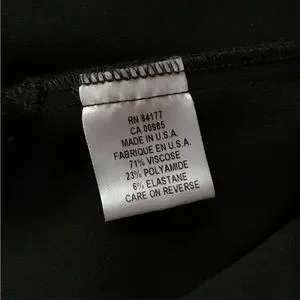 RN 84177
CA 00985
MADE IN U.S.A.
FABRIQUE EN U.S.A.
71% VISCOSE
23% POLYAMIDE
6% ELASTANE
CARE ON REVERSE